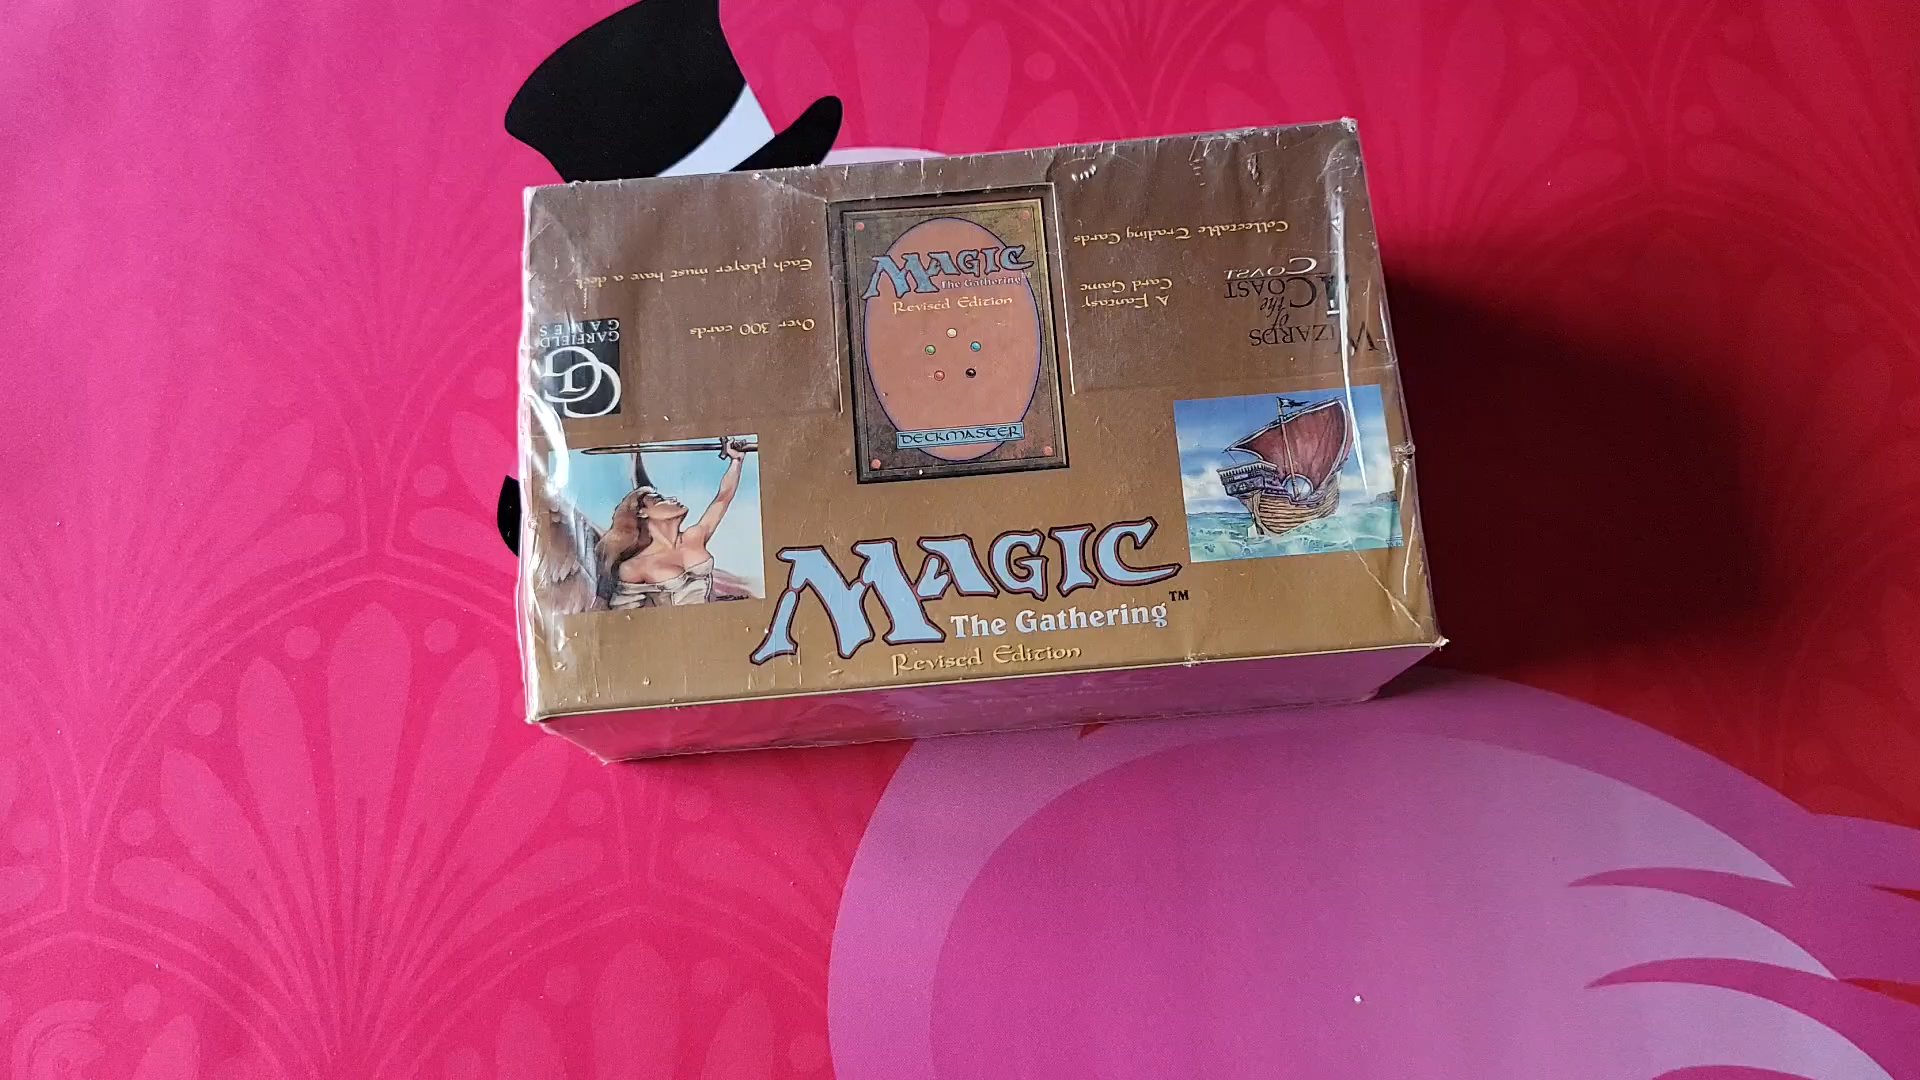 Collectable Trading Cards
Each player must have a deck
MAGIC
The Gathering
Revised Edition
A Fantasy
Card Game
WIZARDS
of
the
COAST
Over 300 cards
GARFIELD
GAMES
GG
DECKMASTER
MAGIC
The Gathering™
Revised Edition